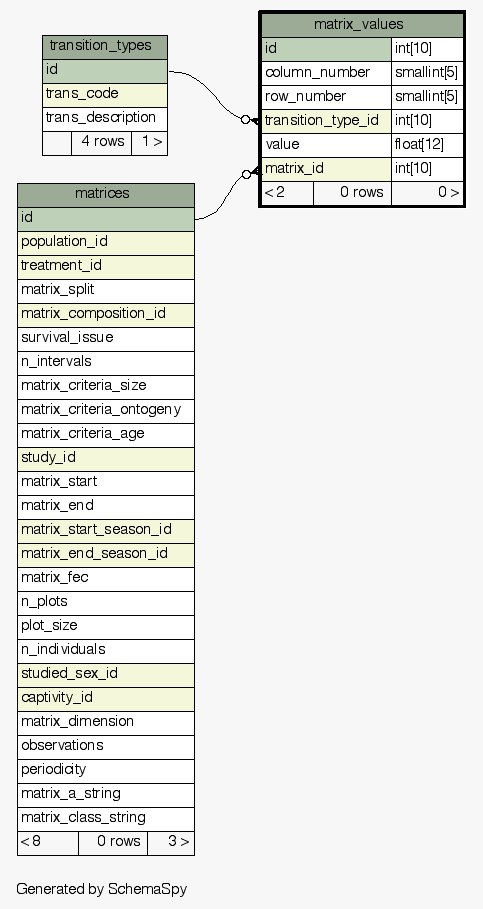 transition_types
id
trans_code
trans_description
4 rows 1 >
matrix_values
id int[10]
column_number smallint[5]
row_number smallint[5]
transition_type_id int[10]
value float[12]
matrix_id int[10]
< 2 0 rows 0 >
matrices
id
population_id
treatment_id
matrix_split
matrix_composition_id
survival_issue
n_intervals
matrix_criteria_size
matrix_criteria_ontogeny
matrix_criteria_age
study_id
matrix_start
matrix_end
matrix_start_season_id
matrix_end_season_id
matrix_fec
n_plots
plot_size
n_individuals
studied_sex_id
captivity_id
matrix_dimension
observations
periodicity
matrix_a_string
matrix_class_string
< 8 0 rows 3 >
Generated by SchemaSpy